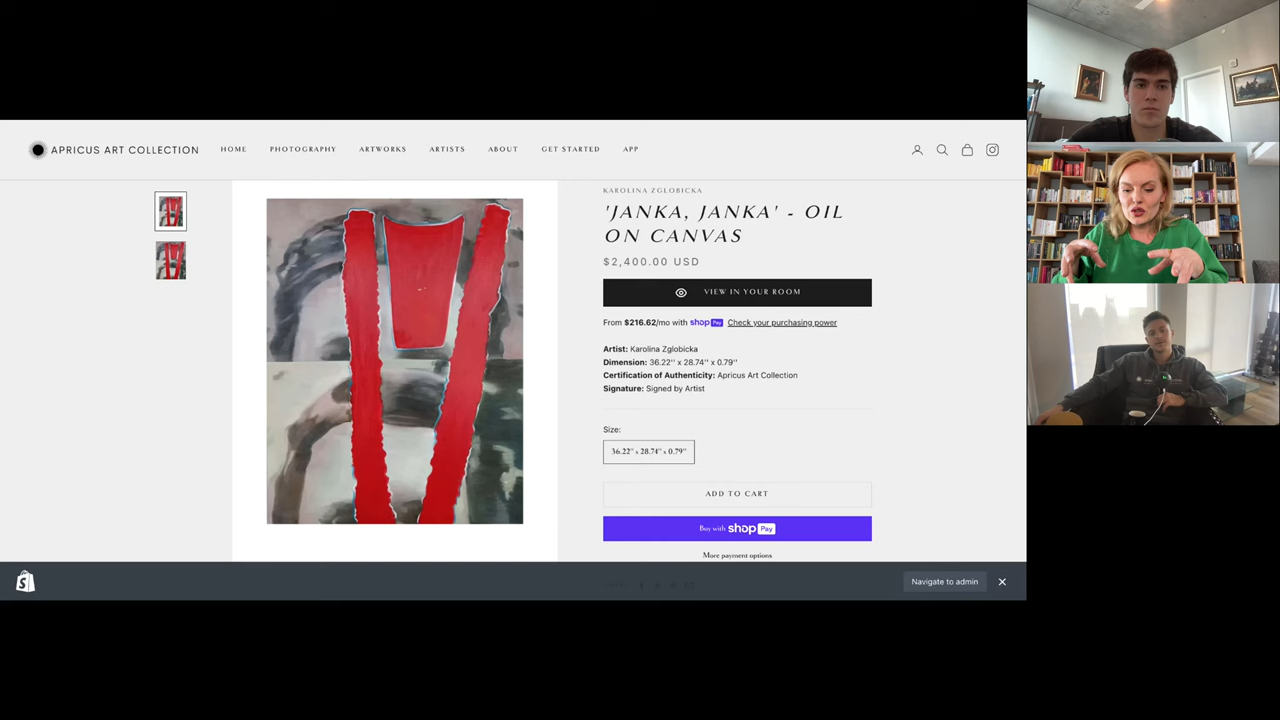 APRICUS ART COLLECTION
HOME
PHOTOGRAPHY
ARTWORKS
ARTISTS
ABOUT
GET STARTED
APP
KAROLINA ZGLOBICKA
'JANKA, JANKA' - OIL
ON CANVAS
$2,400.00 USD
VIEW IN YOUR ROOM
From $216.62/mo with shop Pay Check your purchasing power
Artist: Karolina Zglobicka
Dimension: 36.22'' x 28.74'' x 0.79''
Certification of Authenticity: Apricus Art Collection
Signature: Signed by Artist
Size:
36.22'' x 28.74'' x 0.79''
ADD TO CART
Buy with shop Pay
More payment options
Navigate to admin